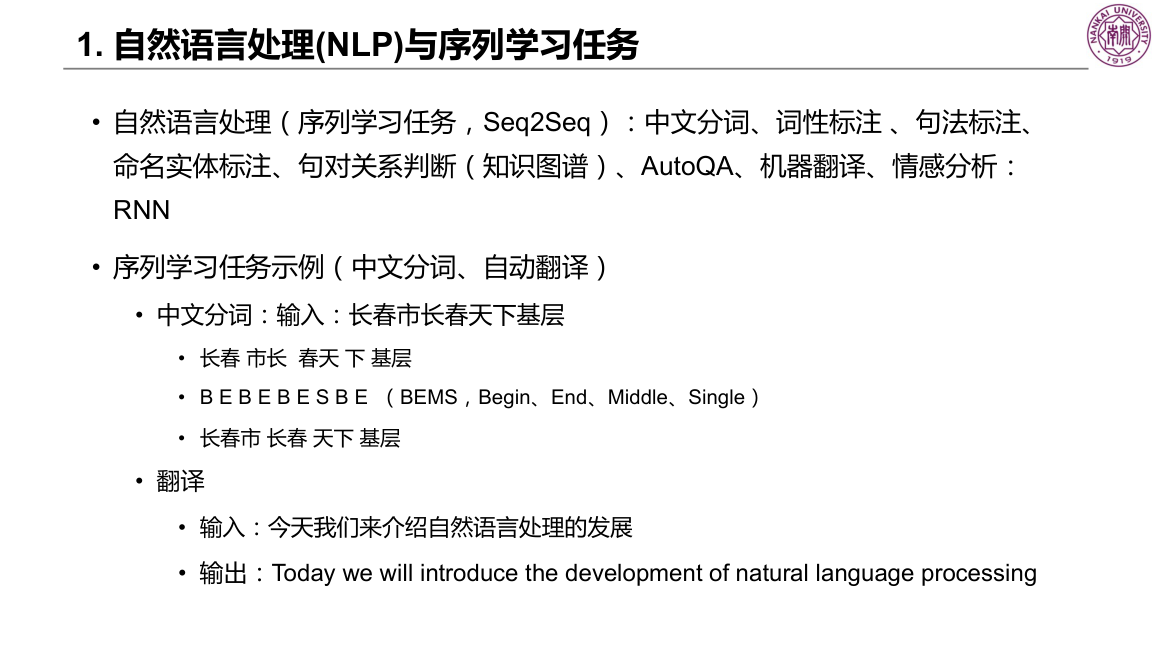 1. 自然语言处理(NLP)与序列学习任务
NANKAI UNIVERSITY
南開
1919
• 自然语言处理（序列学习任务，Seq2Seq）：中文分词、词性标注 、句法标注、
命名实体标注、句对关系判断（知识图谱）、AutoQA、机器翻译、情感分析：
RNN
• 序列学习任务示例（中文分词、自动翻译）
• 中文分词：输入：长春市长春天下基层
• 长春 市长  春天 下 基层
• B E B E B E S B E （BEMS，Begin、End、Middle、Single）
• 长春市 长春 天下 基层
• 翻译
• 输入：今天我们来介绍自然语言处理的发展
• 输出：Today we will introduce the development of natural language processing